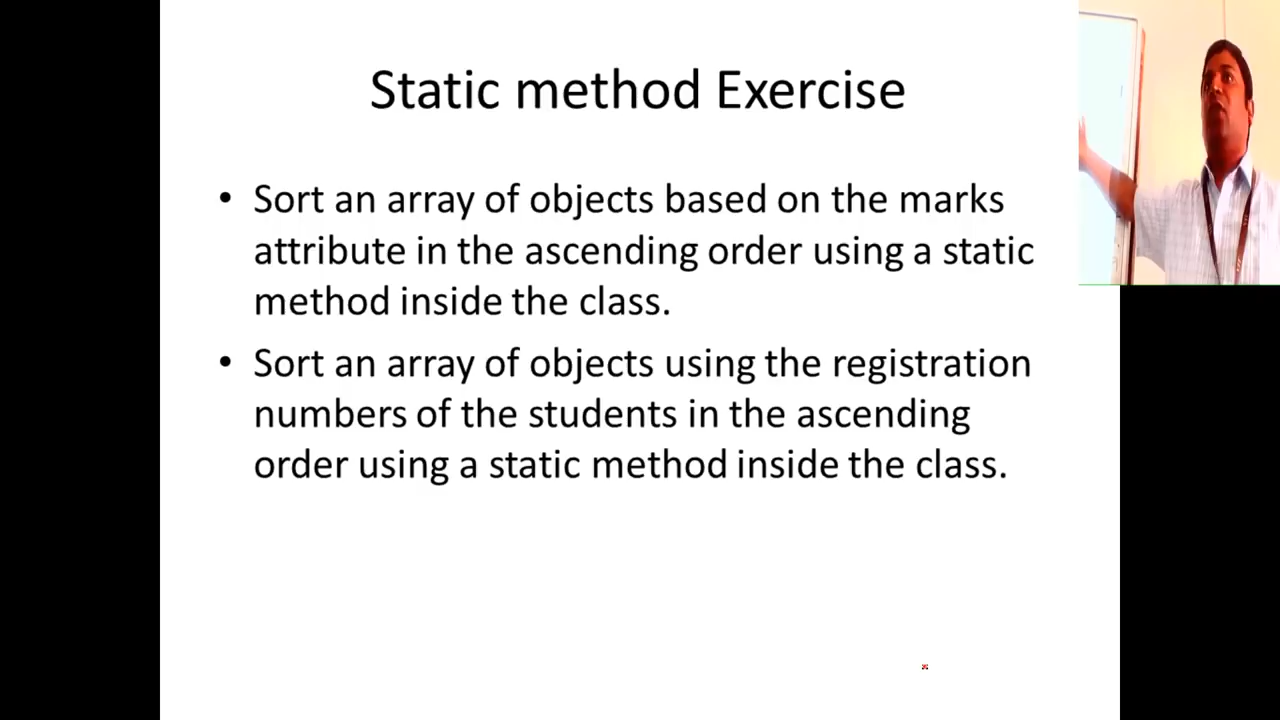 Static method Exercise
• Sort an array of objects based on the marks
attribute in the ascending order using a static
method inside the class.
• Sort an array of objects using the registration
numbers of the students in the ascending
order using a static method inside the class.